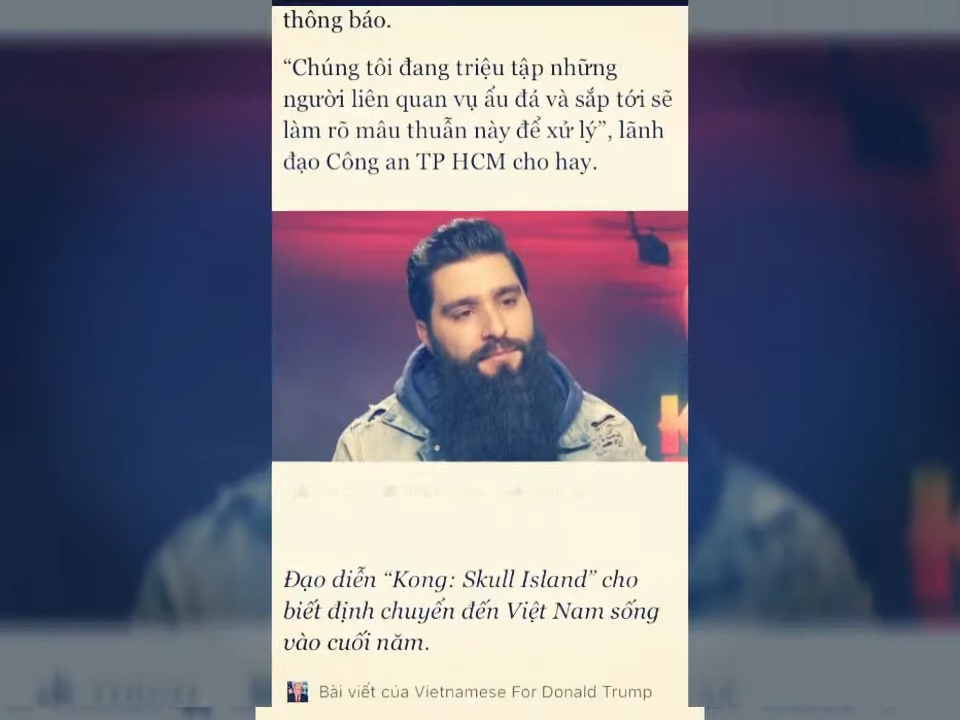 thông báo.
“Chúng tôi đang triệu tập những
người liên quan vụ ẩu đá và sắp tới sẽ
làm rõ mâu thuẫn này để xử lý”, lãnh
đạo Công an TP HCM cho hay.
K
Đạo diễn “Kong: Skull Island” cho
biết định chuyển đến Việt Nam sống
vào cuối năm.
Bài viết của Vietnamese For Donald Trump